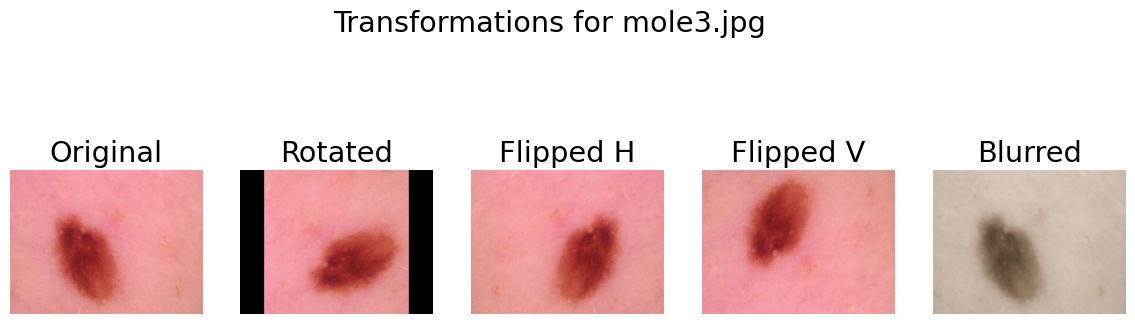 Transformations for mole3.jpg
Original
Rotated
Flipped H
Flipped V
Blurred